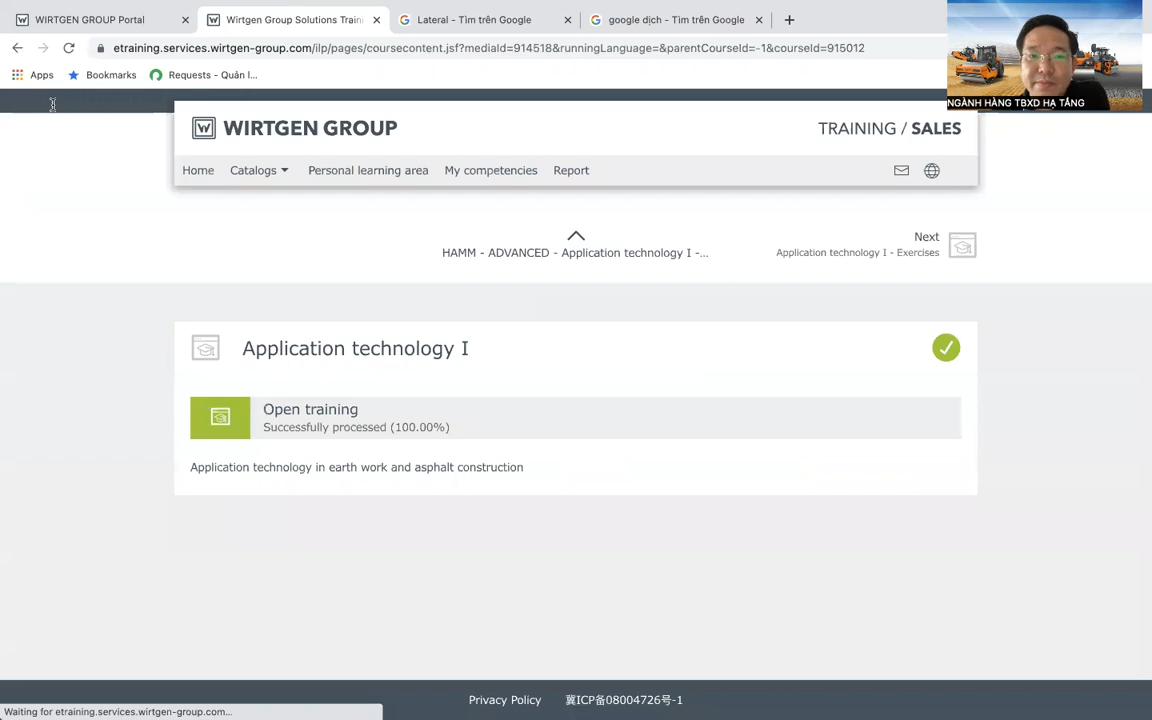 WIRTGEN GROUP Portal
Wirtgen Group Solutions Train
Lateral - Tìm trên Google
google dịch - Tìm trên Google
etraining.services.wirtgen-group.com/ilp/pages/coursecontent.jsf?mediaId=914518&runningLanguage=&parentCourseId=-1&courseId=915012
Apps
Bookmarks
Requests - Quản l...
NGÀNH HÀNG TBXD HẠ TẦNG
WIRTGEN GROUP
TRAINING / SALES
Home
Catalogs
Personal learning area
My competencies
Report
HAMM - ADVANCED - Application technology I -...
Next
Application technology I - Exercises
Application technology I
Open training
Successfully processed (100.00%)
Application technology in earth work and asphalt construction
Privacy Policy
冀ICP备08004726号-1
Waiting for etraining.services.wirtgen-group.com...